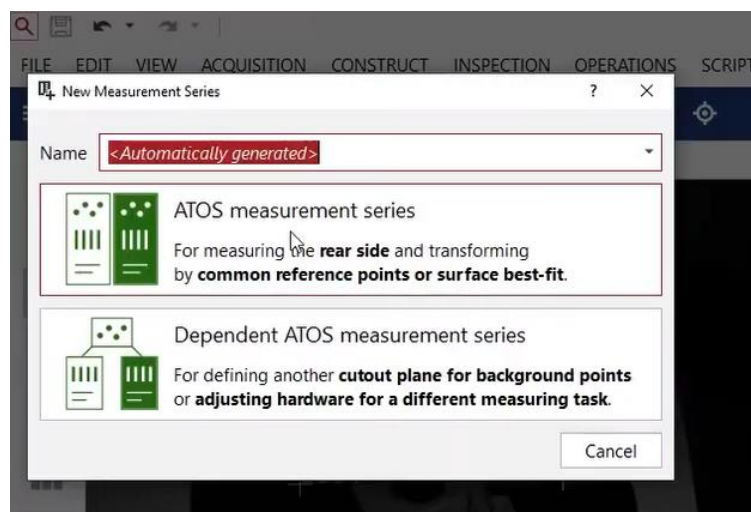 FILE EDIT VIEW ACQUISITION CONSTRUCT INSPECTION OPERATIONS SCRIPT
New Measurement Series ?
Name <Automatically generated>
ATOS measurement series
For measuring the rear side and transforming
by common reference points or surface best-fit.
Dependent ATOS measurement series
For defining another cutout plane for background points
or adjusting hardware for a different measuring task.
Cancel